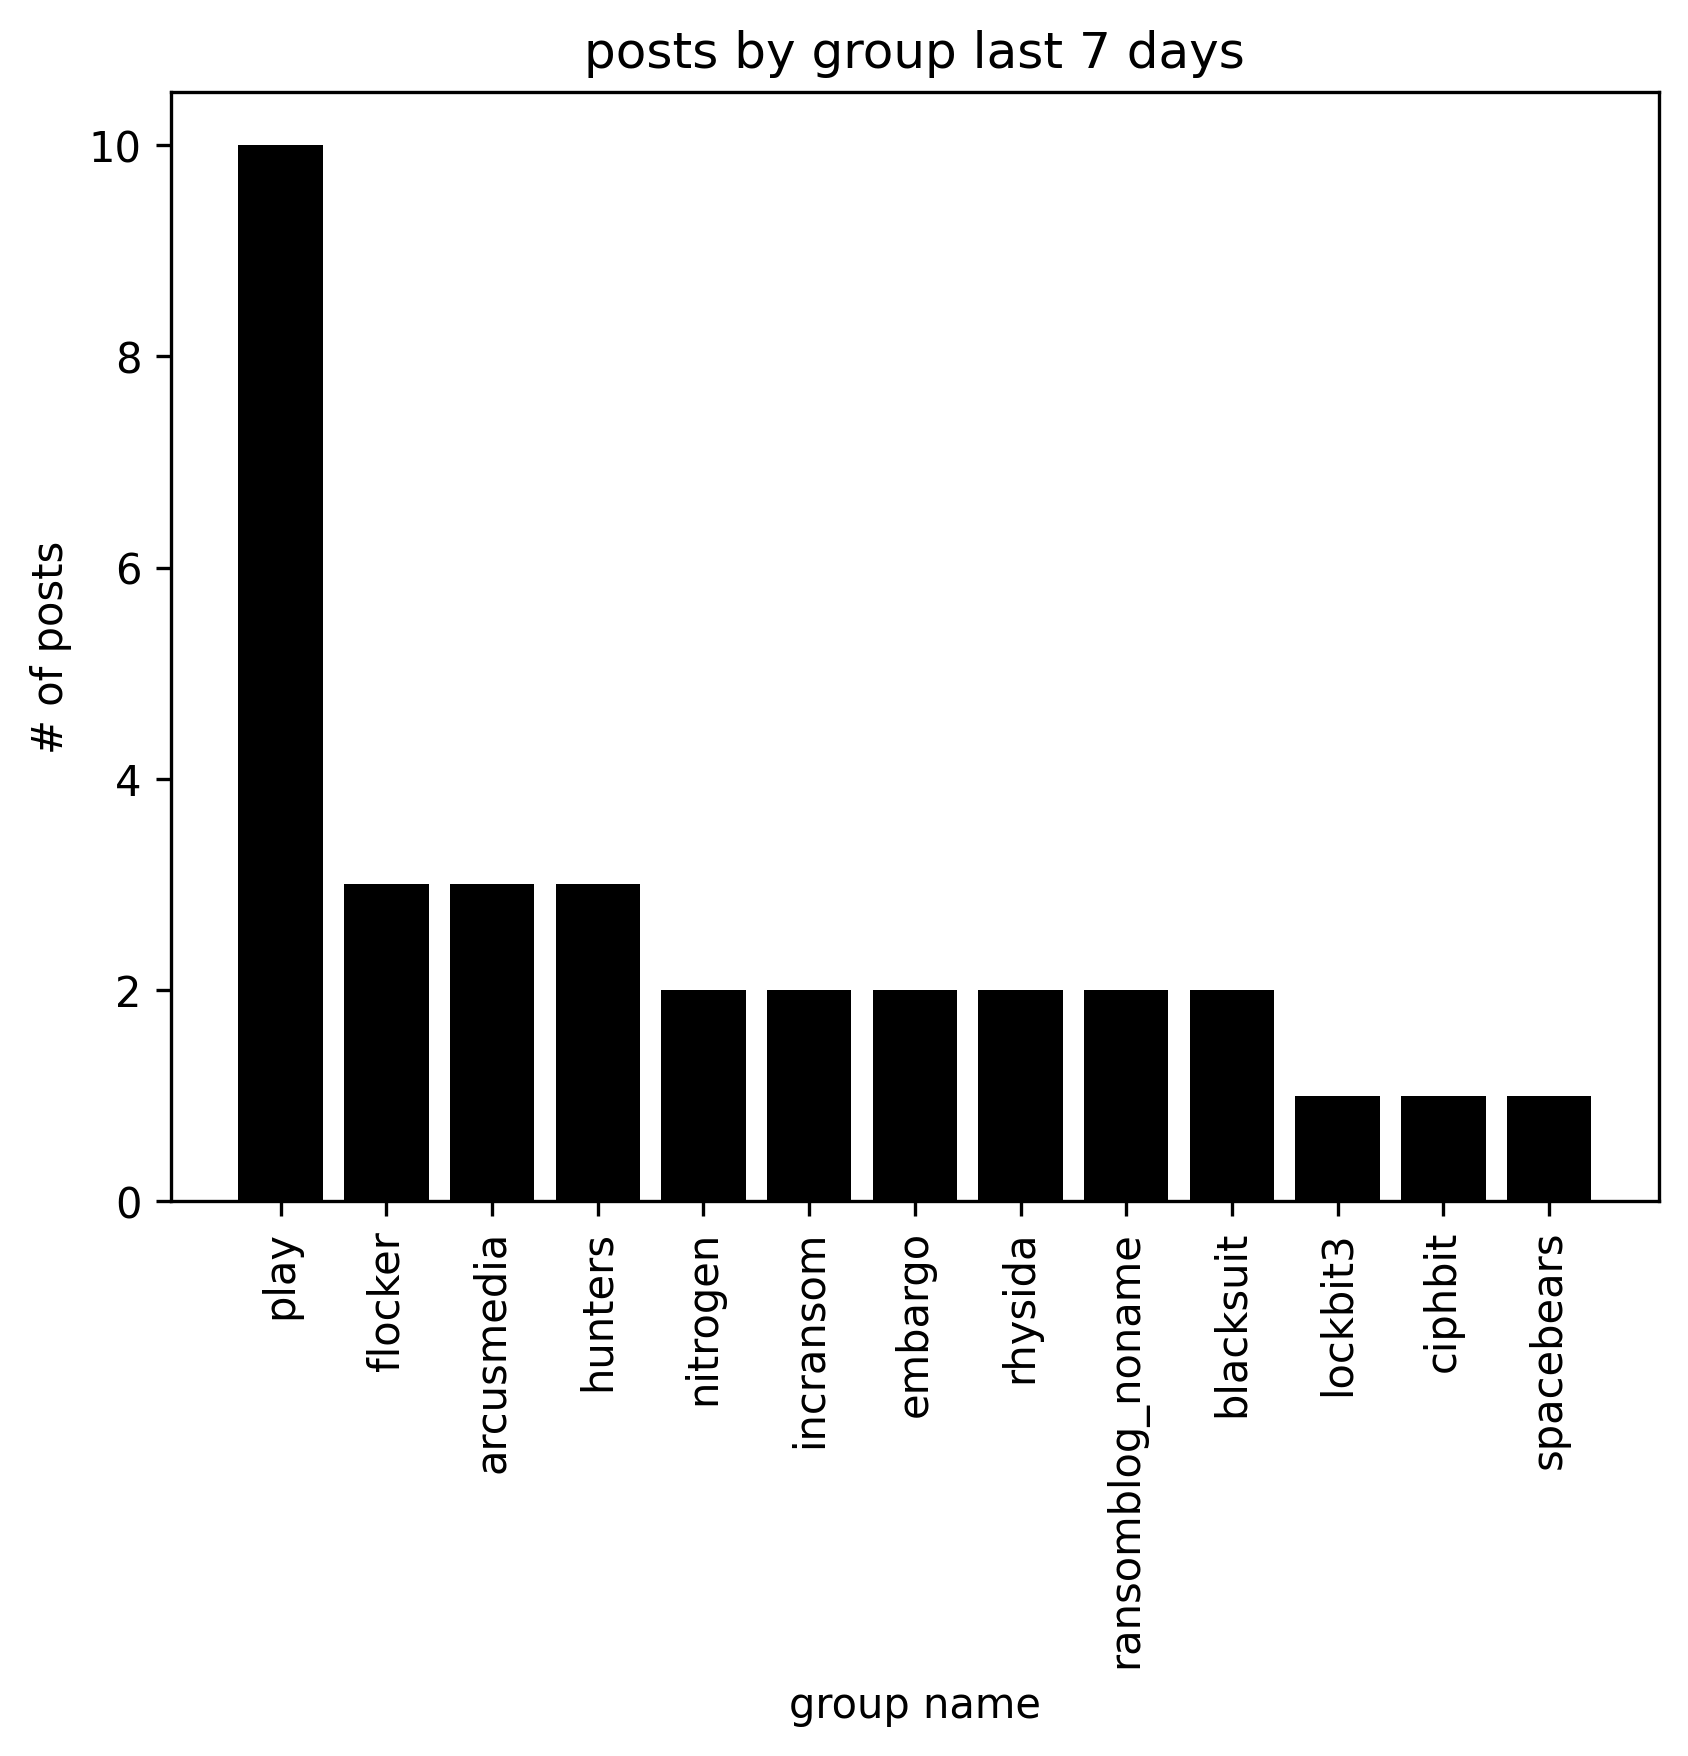 posts by group last 7 days
10
8
6
4
2
0
# of posts
play
flocker
arcusmedia
hunters
nitrogen
incransom
embargo
rhysida
ransomblog_noname
blacksuit
lockbit3
ciphbit
spacebears
group name